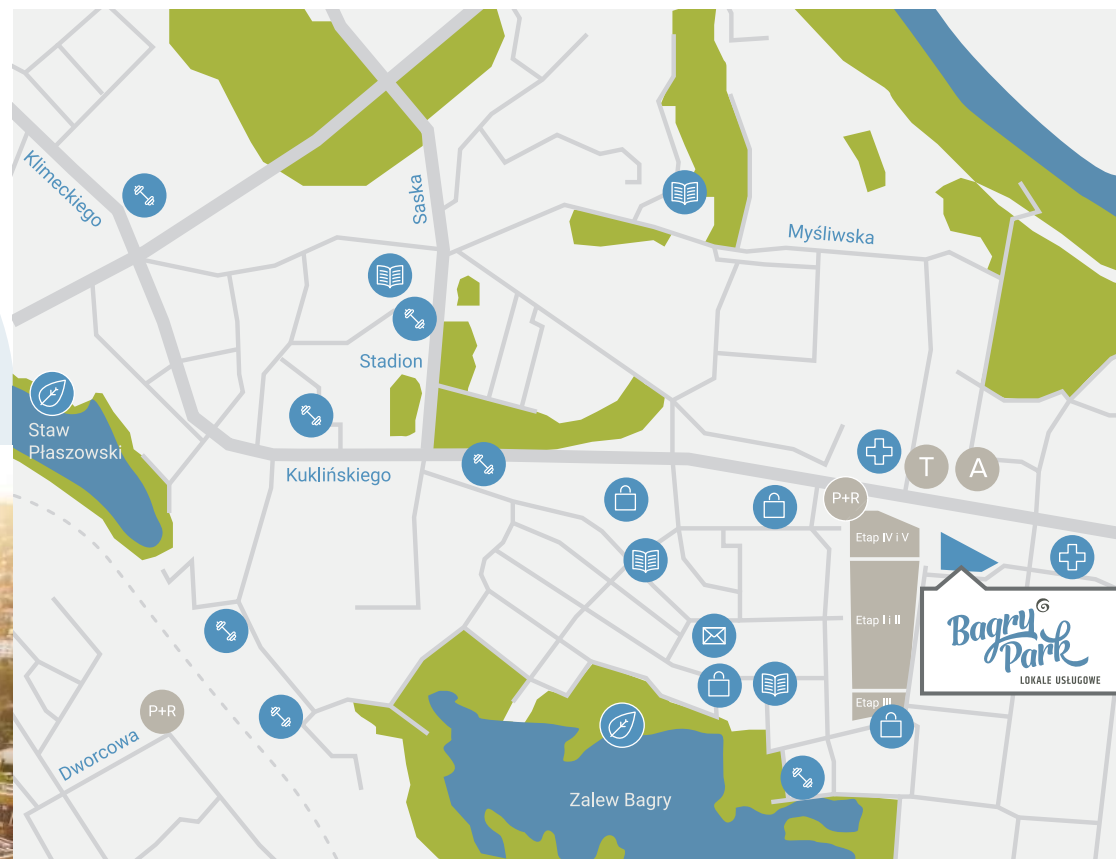 Klimeckiego
Saska
Myśliwska
Stadion
Staw
Płaszowski
Kuklińskiego
T
A
P+R
Etap IV i V
Etap I i II
Bagry
Park
LOKALE USŁUGOWE
Etap III
P+R
Dworcowa
Zalew Bagry